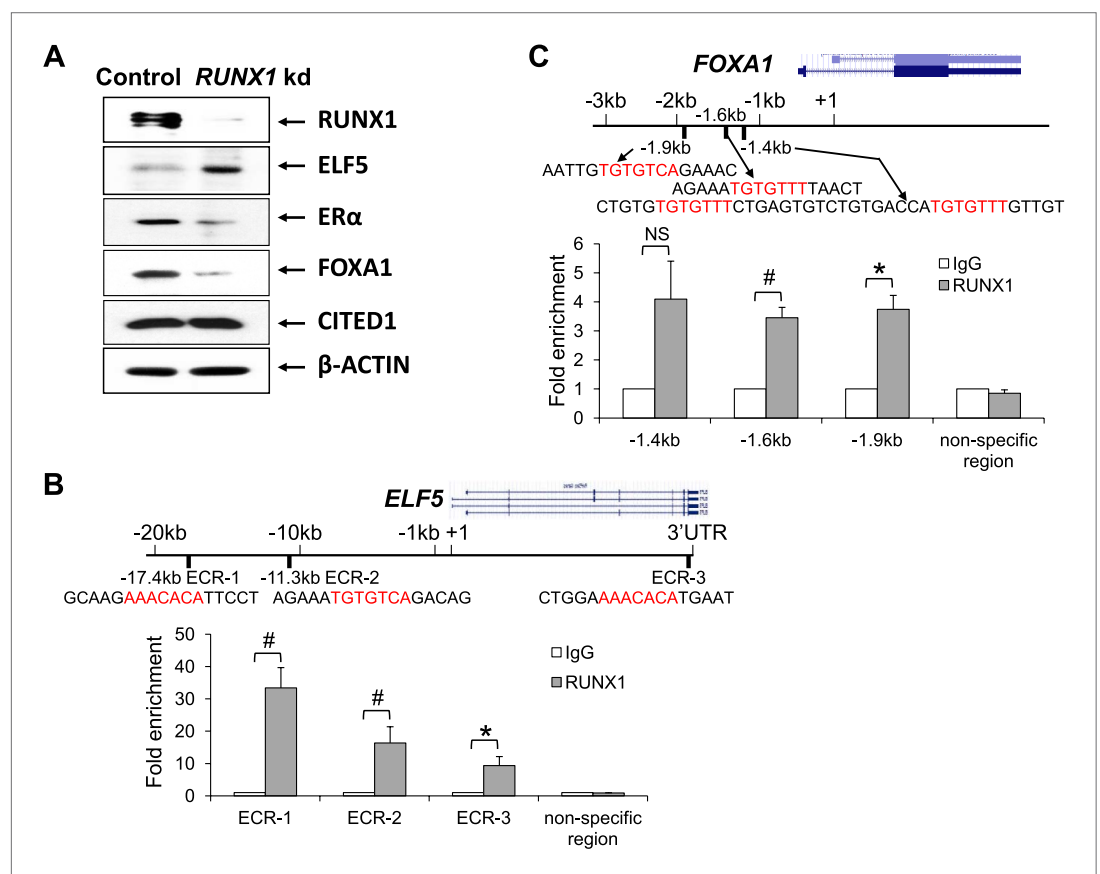 A
Control RUNX1 kd
RUNX1
ELF5
ERα
FOXA1
CITED1
β-ACTIN
B
ELF5
-20kb -10kb -1kb +1 3'UTR
-17.4kb ECR-1 -11.3kb ECR-2 ECR-3
GCAAGAAACACATTCCT AGAAATGTGTCAGACAG CTGGAAAACACATGAAT
Fold enrichment
50
40
30
20
10
0
# # *
IgG
RUNX1
ECR-1 ECR-2 ECR-3 non-specific
region
C
FOXA1
-3kb -2kb -1kb +1
-1.6kb
-1.9kb -1.4kb
AATTGTGTGTCAGAAAC
AGAAATGTGTTTTAACT
CTGTGTGTGTTTCTGAGTGTCTGTGACCATGTGTTTGTTGT
Fold enrichment
6
5
4
3
2
1
0
NS # *
IgG
RUNX1
-1.4kb -1.6kb -1.9kb non-specific
region